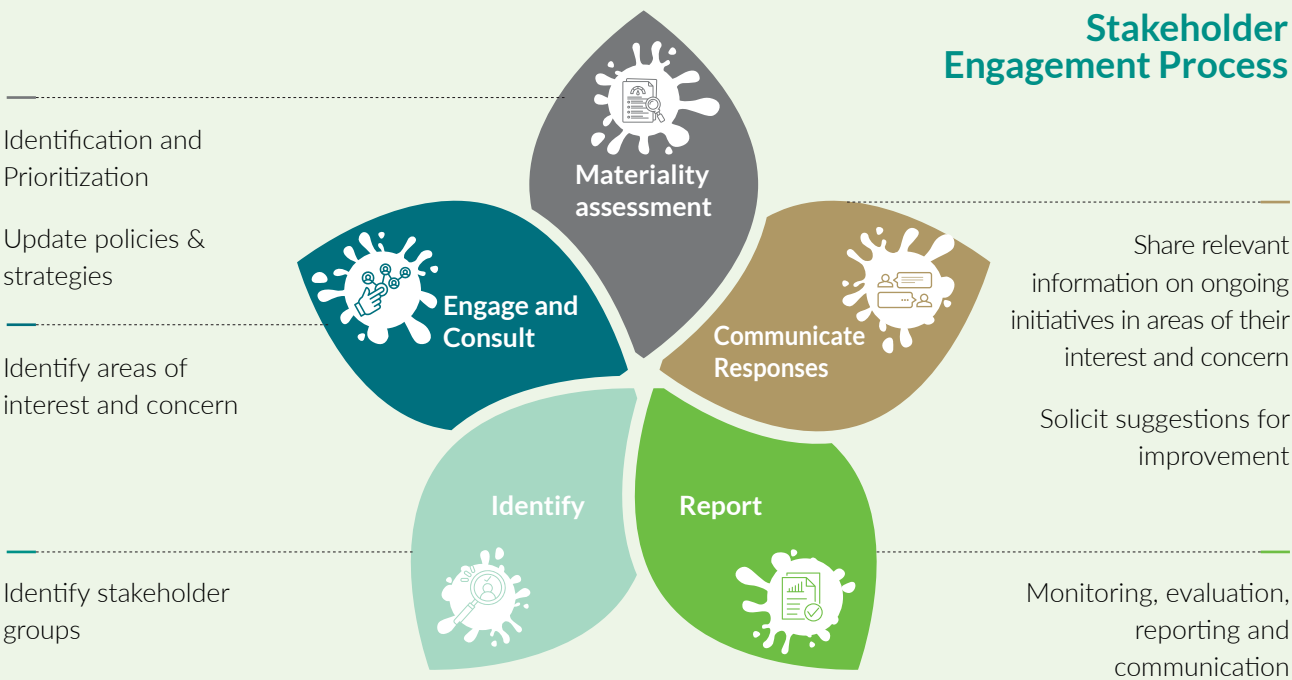 Stakeholder
Engagement Process
Identification and
Prioritization
Update policies &
strategies
Identify areas of
interest and concern
Identify stakeholder
groups
Materiality
assessment
Engage and
Consult
Communicate
Responses
Identify
Report
Share relevant
information on ongoing
initiatives in areas of their
interest and concern
Solicit suggestions for
improvement
Monitoring, evaluation,
reporting and
communication